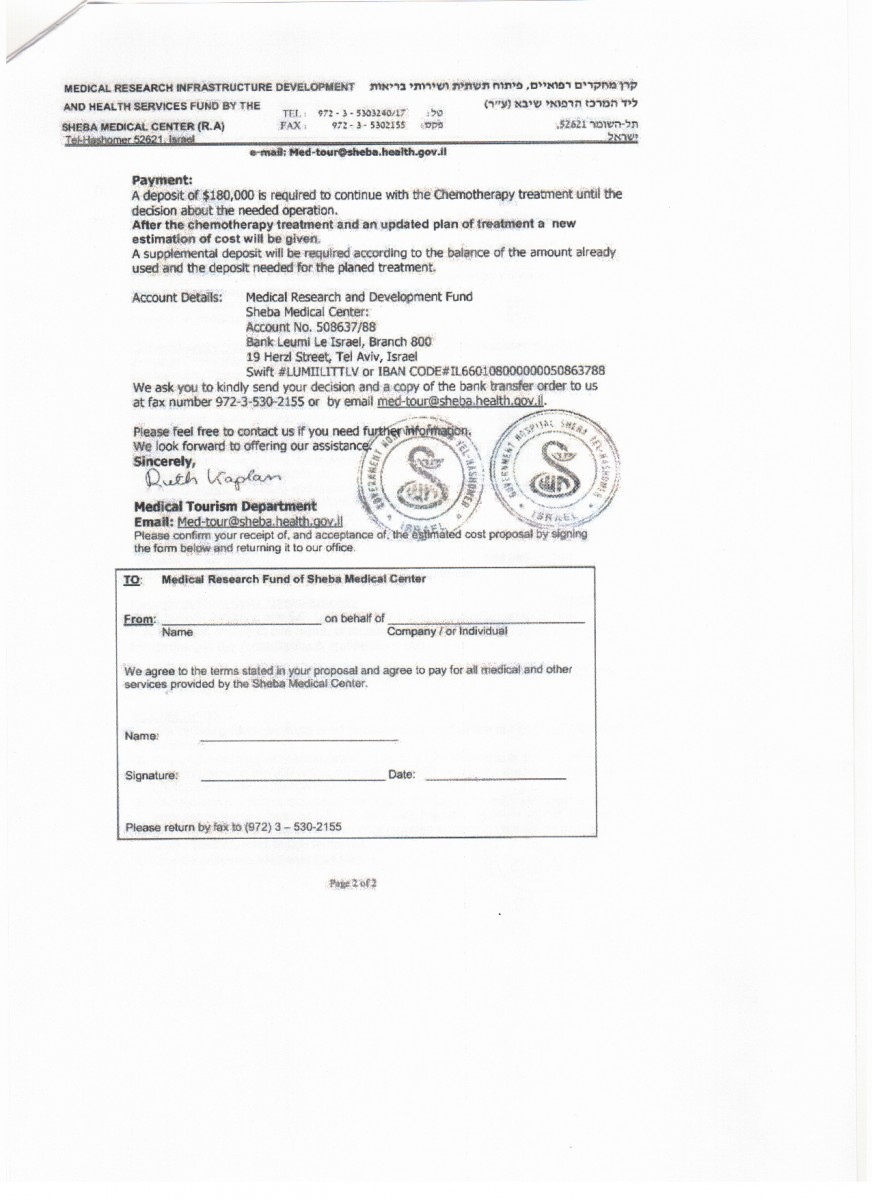 MEDICAL RESEARCH INFRASTRUCTURE DEVELOPMENT קרן מחקרים רפואיים, פיתוח תשתית ושירותי בריאות
AND HEALTH SERVICES FUND BY THE ליד המרכז הרפואי שיבא (ע"ר)
TEL : 972 - 3 - 5303240/17 טל:
SHEBA MEDICAL CENTER (R.A) FAX : 972 - 3 - 5302155 פקס: תל-השומר 52621,
Tel-Hashomer 52621, Israel ישראל.
e-mail: Med-tour@sheba.health.gov.il
Payment:
A deposit of $180,000 is required to continue with the Chemotherapy treatment until the
decision about the needed operation.
After the chemotherapy treatment and an updated plan of treatment a new
estimation of cost will be given.
A supplemental deposit will be required according to the balance of the amount already
used and the deposit needed for the planed treatment.
Account Details: Medical Research and Development Fund
Sheba Medical Center:
Account No. 508637/88
Bank Leumi Le Israel, Branch 800
19 Herzl Street, Tel Aviv, Israel
Swift #LUMIILITTLV or IBAN CODE#IL660108000000050863788
We ask you to kindly send your decision and a copy of the bank transfer order to us
at fax number 972-3-530-2155 or by email med-tour@sheba.health.gov.il.
Please feel free to contact us if you need further information.
We look forward to offering our assistance.
Sincerely,
Ruth Kaplan
GOVERNMENT HOSPITAL SHEBA TEL-HASHOMER
ISRAEL
Medical Tourism Department
Email: Med-tour@sheba.health.gov.il
Please confirm your receipt of, and acceptance of, the estimated cost proposal by signing
the form below and returning it to our office.
TO: Medical Research Fund of Sheba Medical Center
From: on behalf of
Name Company / or Individual
We agree to the terms stated in your proposal and agree to pay for all medical and other
services provided by the Sheba Medical Center.
Name:
Signature: Date:
Please return by fax to (972) 3 – 530-2155
Page 2 of 2